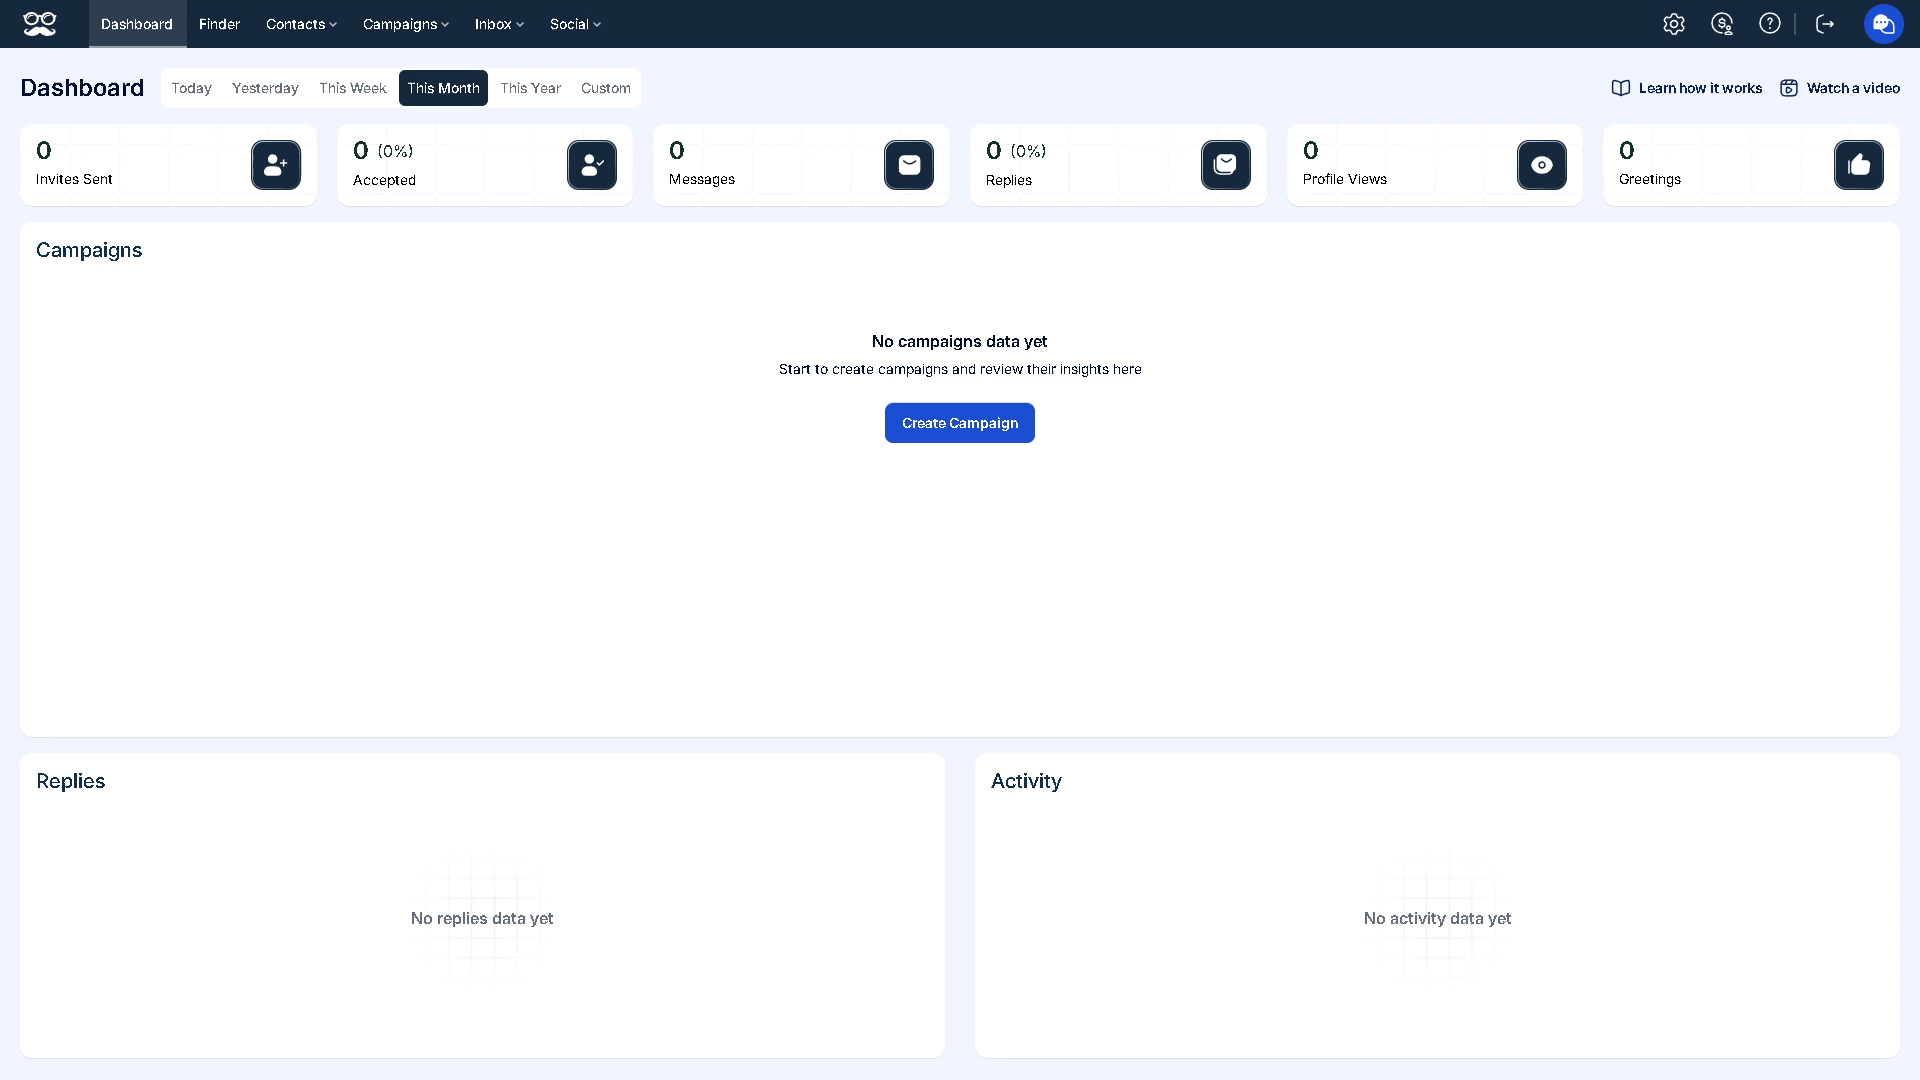 Dashboard Finder Contacts Campaigns Inbox Social
Dashboard Today Yesterday This Week This Month This Year Custom Learn how it works Watch a video
0
Invites Sent
0 (0%)
Accepted
0
Messages
0 (0%)
Replies
0
Profile Views
0
Greetings
Campaigns
No campaigns data yet
Start to create campaigns and review their insights here
Create Campaign
Replies
No replies data yet
Activity
No activity data yet